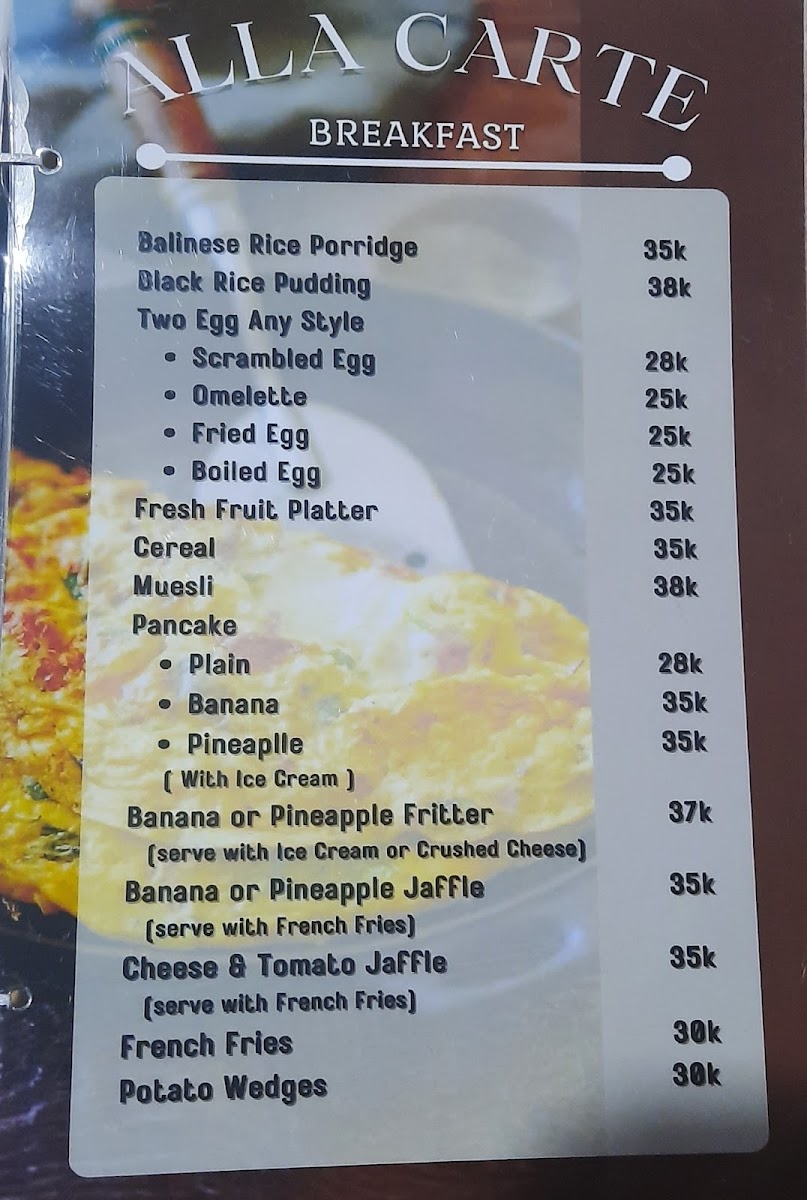 ALLA CARTE
BREAKFAST
Balinese Rice Porridge 35k
Black Rice Pudding 38k
Two Egg Any Style
• Scrambled Egg 28k
• Omelette 25k
• Fried Egg 25k
• Boiled Egg 25k
Fresh Fruit Platter 35k
Cereal 35k
Muesli 38k
Pancake
• Plain 28k
• Banana 35k
• Pineaplle 35k
( With Ice Cream )
Banana or Pineapple Fritter 37k
(serve with Ice Cream or Crushed Cheese)
Banana or Pineapple Jaffle 35k
(serve with French Fries)
Cheese & Tomato Jaffle 35k
(serve with French Fries)
French Fries 30k
Potato Wedges 30k